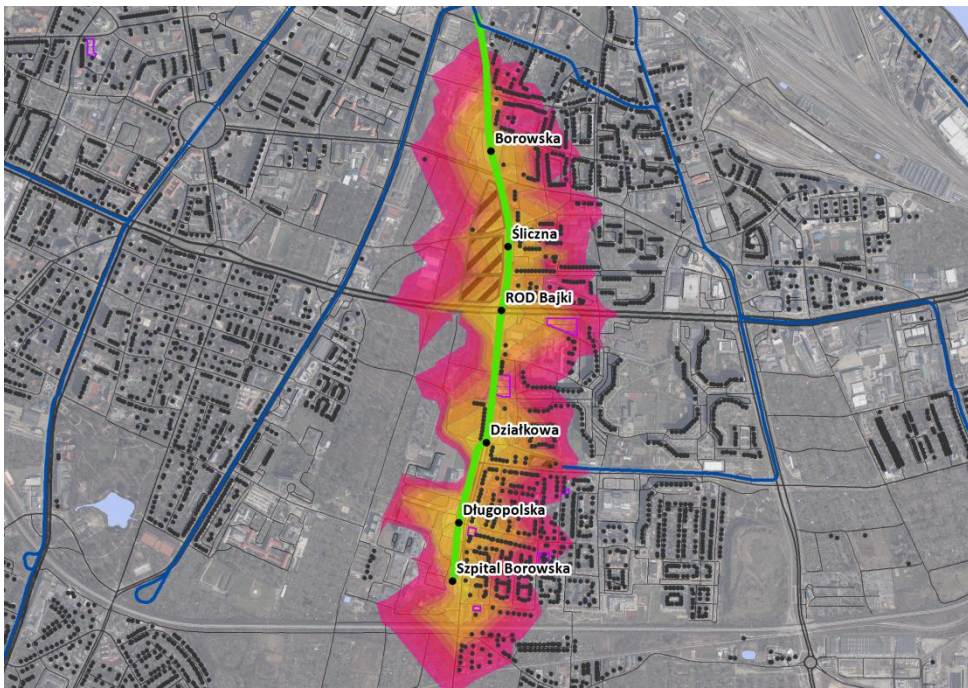 Borowska
Śliczna
ROD Bajki
Działkowa
Długopolska
Szpital Borowska